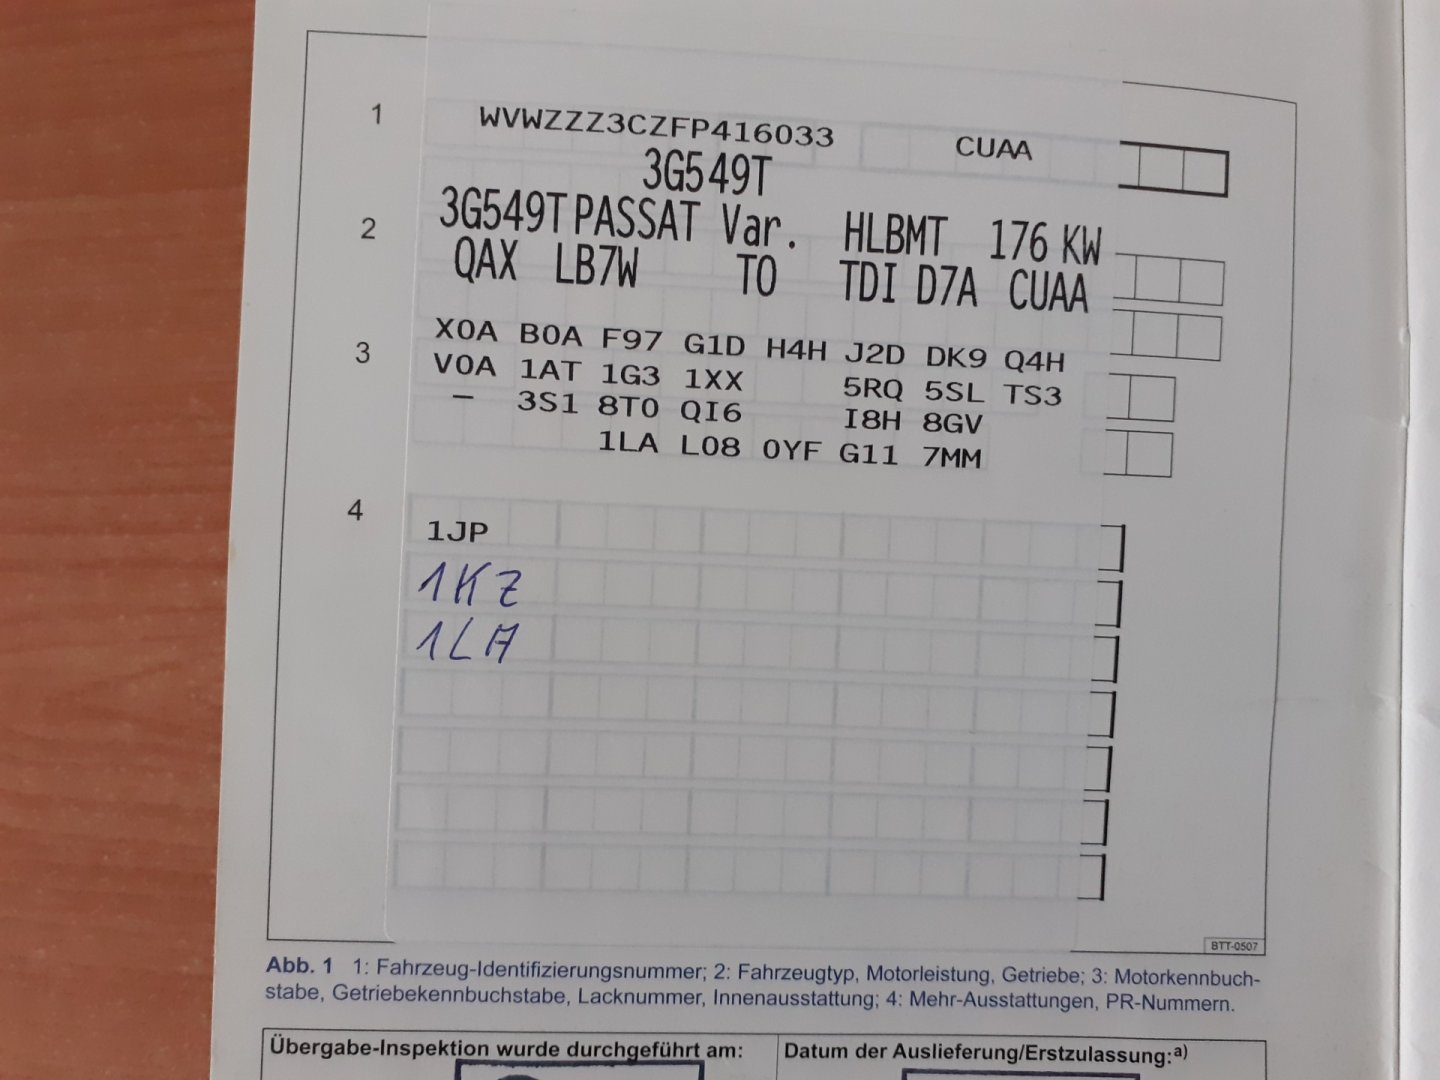 1 WVWZZZ3CZFP416033 CUAA
3G549T
2 3G549T PASSAT Var. HLBMT 176 KW
QAX LB7W TO TDI D7A CUAA
3 X0A B0A F97 G1D H4H J2D DK9 Q4H
V0A 1AT 1G3 1XX 5RQ 5SL TS3
– 3S1 8T0 QI6 I8H 8GV
1LA L08 0YF G11 7MM
4 1JP
1KZ
1LA
BTT-0507
Abb. 1 1: Fahrzeug-Identifizierungsnummer; 2: Fahrzeugtyp, Motorleistung, Getriebe; 3: Motorkennbuch-
stabe, Getriebekennbuchstabe, Lacknummer, Innenausstattung; 4: Mehr-Ausstattungen, PR-Nummern.
Übergabe-Inspektion wurde durchgeführt am: Datum der Auslieferung/Erstzulassung:a)